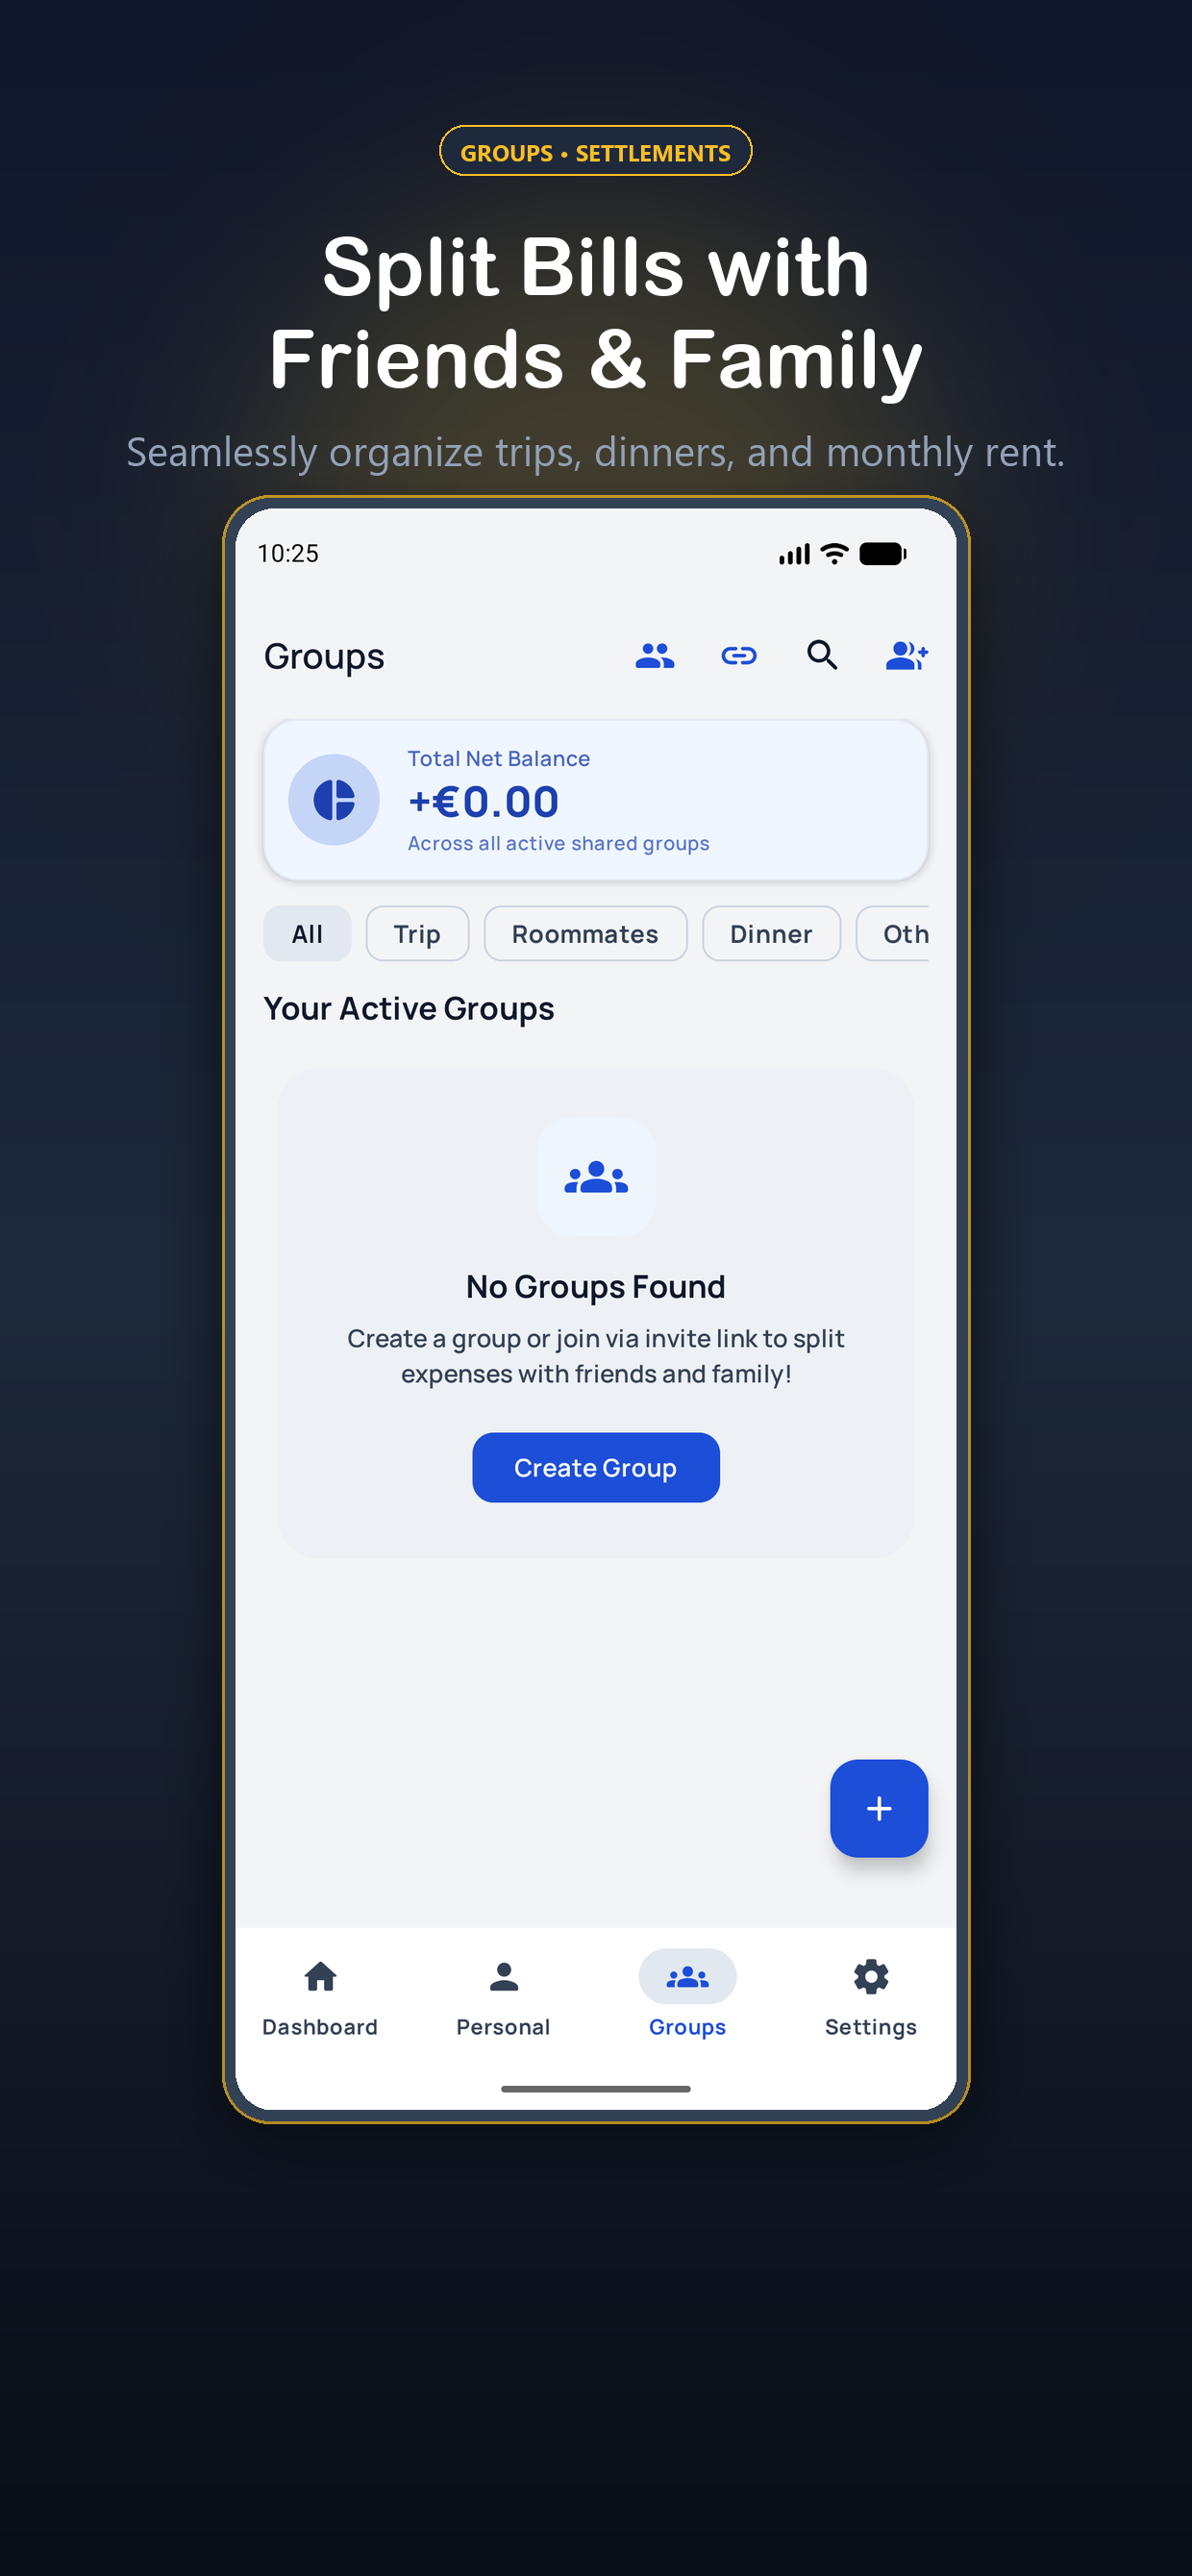 GROUPS • SETTLEMENTS
Split Bills with
Friends & Family
Seamlessly organize trips, dinners, and monthly rent.
10:25
Groups
Total Net Balance
+€0.00
Across all active shared groups
All
Trip
Roommates
Dinner
Oth
Your Active Groups
No Groups Found
Create a group or join via invite link to split
expenses with friends and family!
Create Group
Dashboard
Personal
Groups
Settings